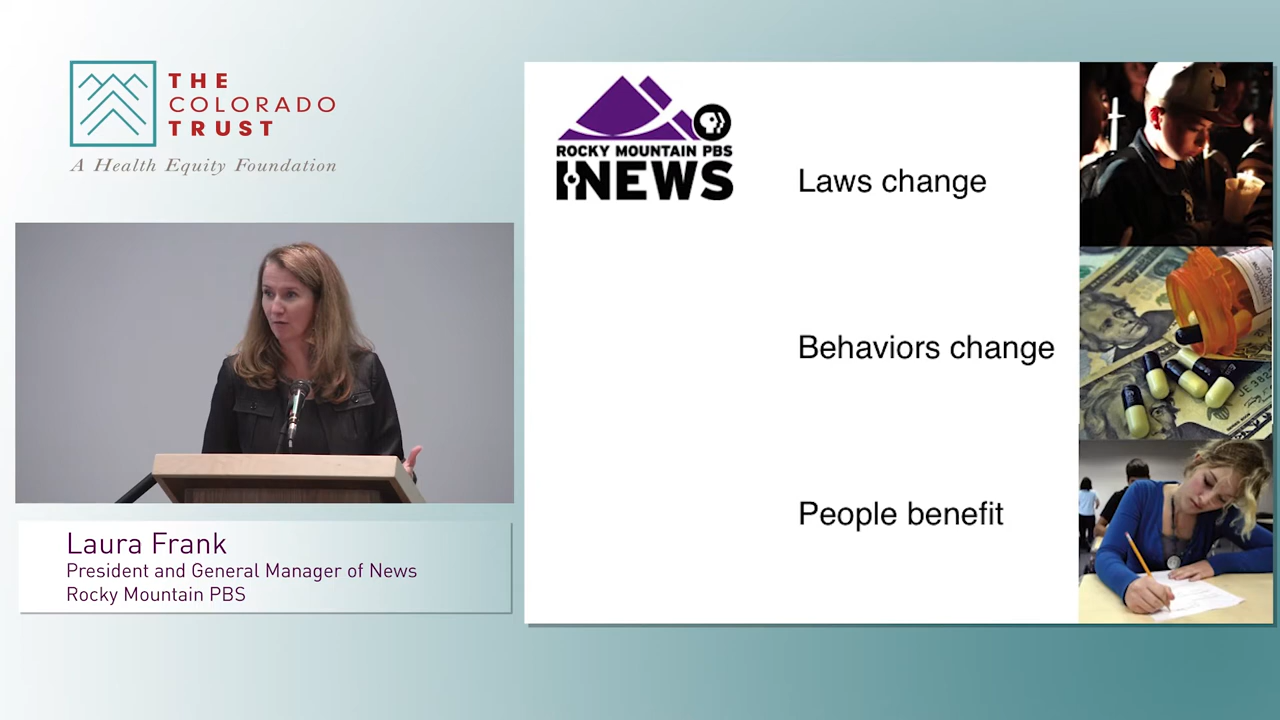 THE
COLORADO
TRUST
A Health Equity Foundation
Laura Frank
President and General Manager of News
Rocky Mountain PBS
ROCKY MOUNTAIN PBS
I-NEWS
Laws change
Behaviors change
People benefit